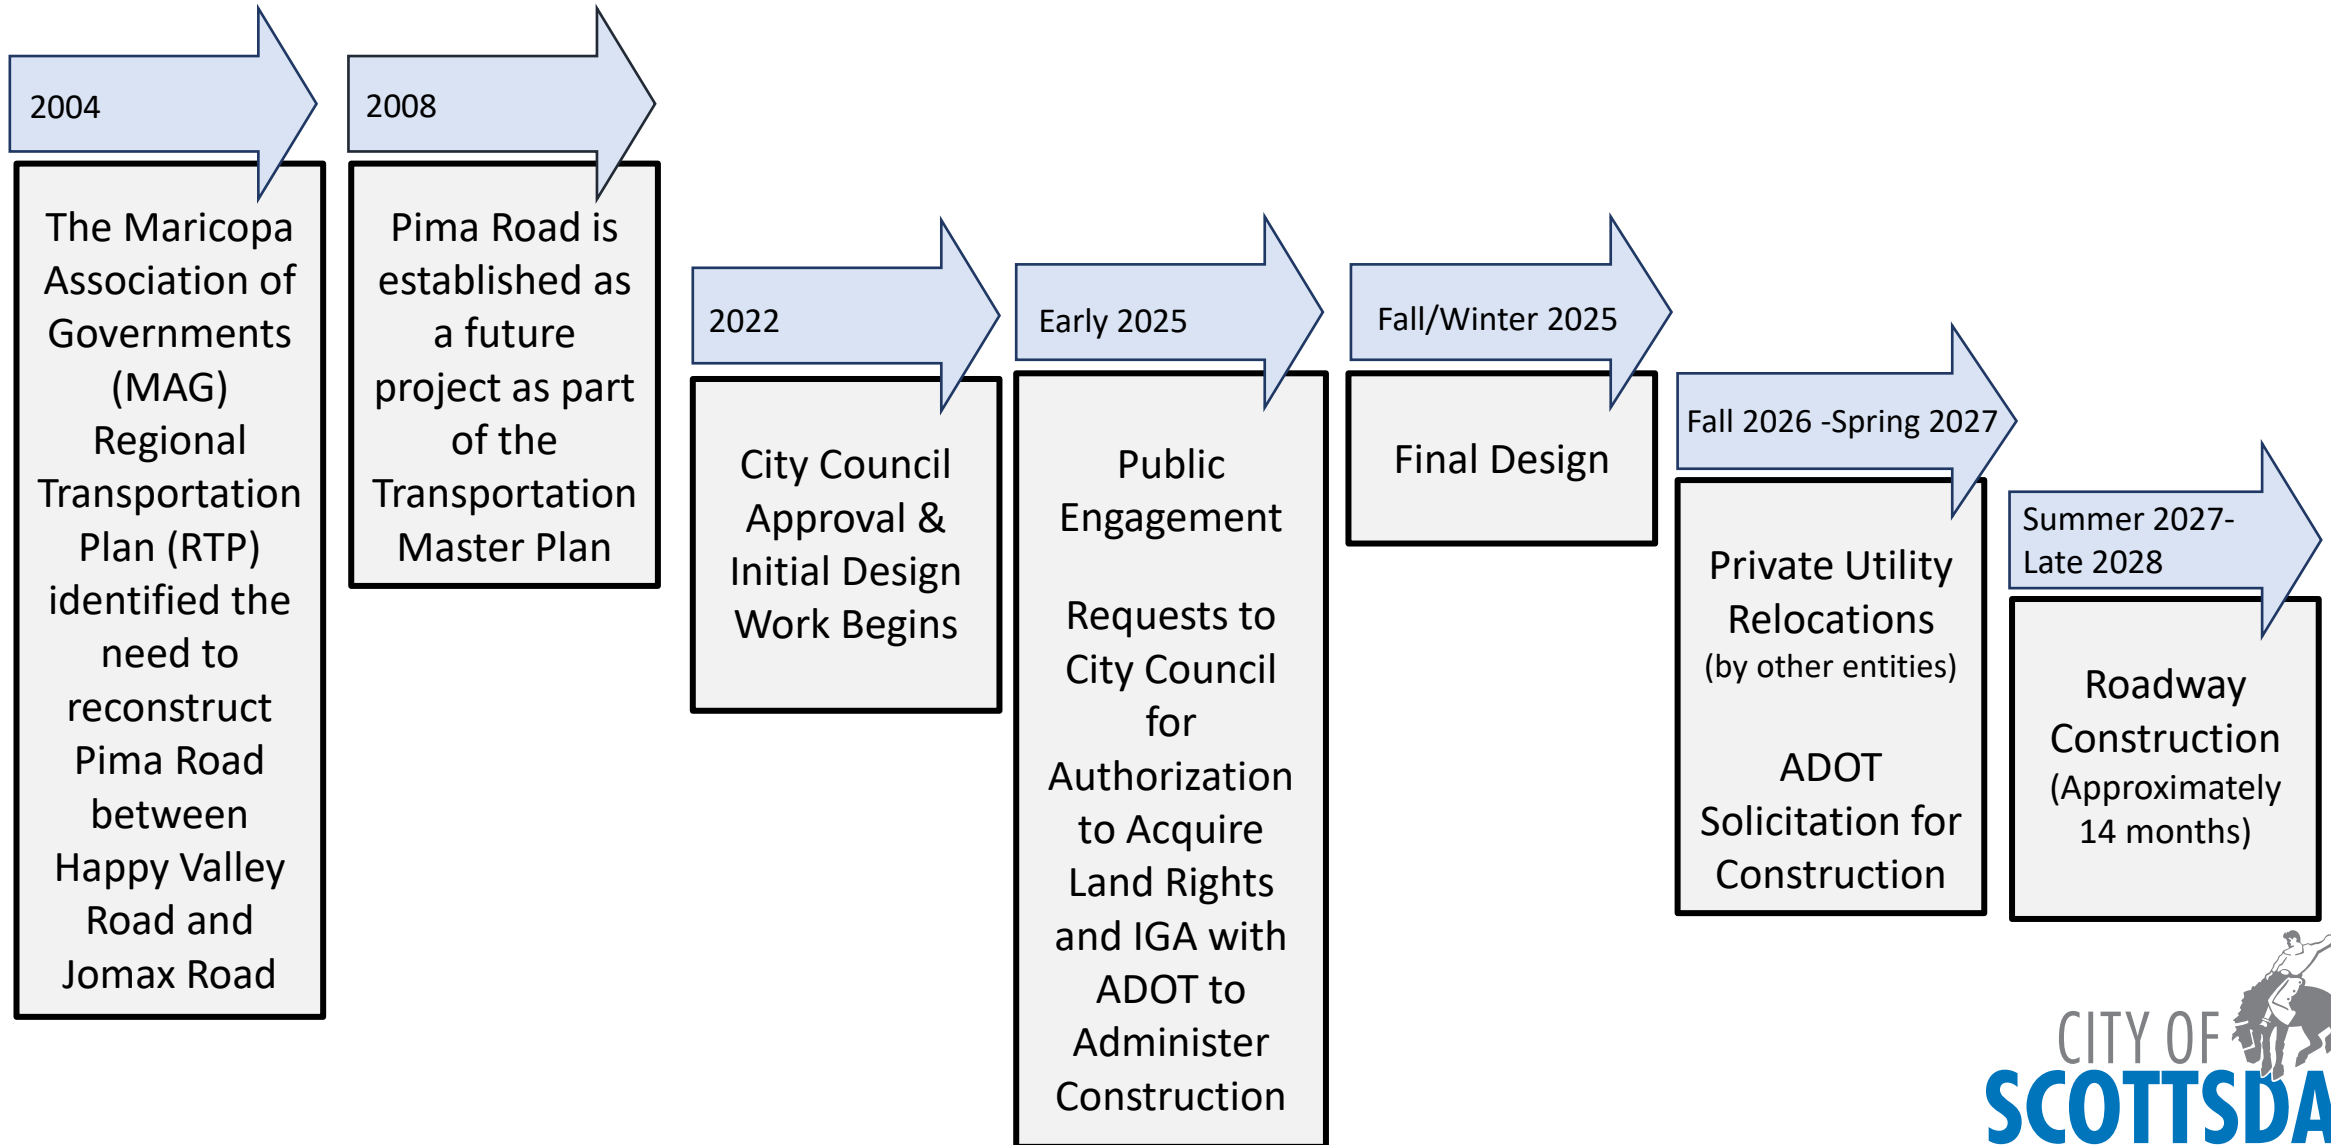 2004
The Maricopa
Association of
Governments
(MAG)
Regional
Transportation
Plan (RTP)
identified the
need to
reconstruct
Pima Road
between
Happy Valley
Road and
Jomax Road
2008
Pima Road is
established as
a future
project as part
of the
Transportation
Master Plan
2022
City Council
Approval &
Initial Design
Work Begins
Early 2025
Public
Engagement
Requests to
City Council
for
Authorization
to Acquire
Land Rights
and IGA with
ADOT to
Administer
Construction
Fall/Winter 2025
Final Design
Fall 2026 -Spring 2027
Private Utility
Relocations
(by other entities)
ADOT
Solicitation for
Construction
Summer 2027-
Late 2028
Roadway
Construction
(Approximately
14 months)
CITY OF
SCOTTSDA